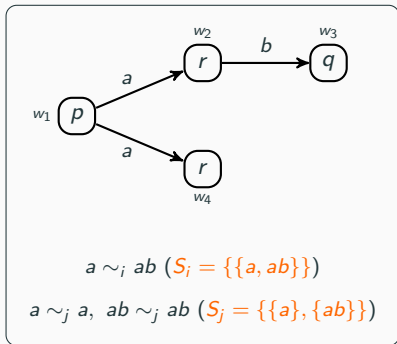 w₂
w₃
r
b
q
a
w₁
p
a
r
w₄
a ∼ᵢ ab (Sᵢ = {{a, ab}})
a ∼ⱼ a, ab ∼ⱼ ab (Sⱼ = {{a}, {ab}})